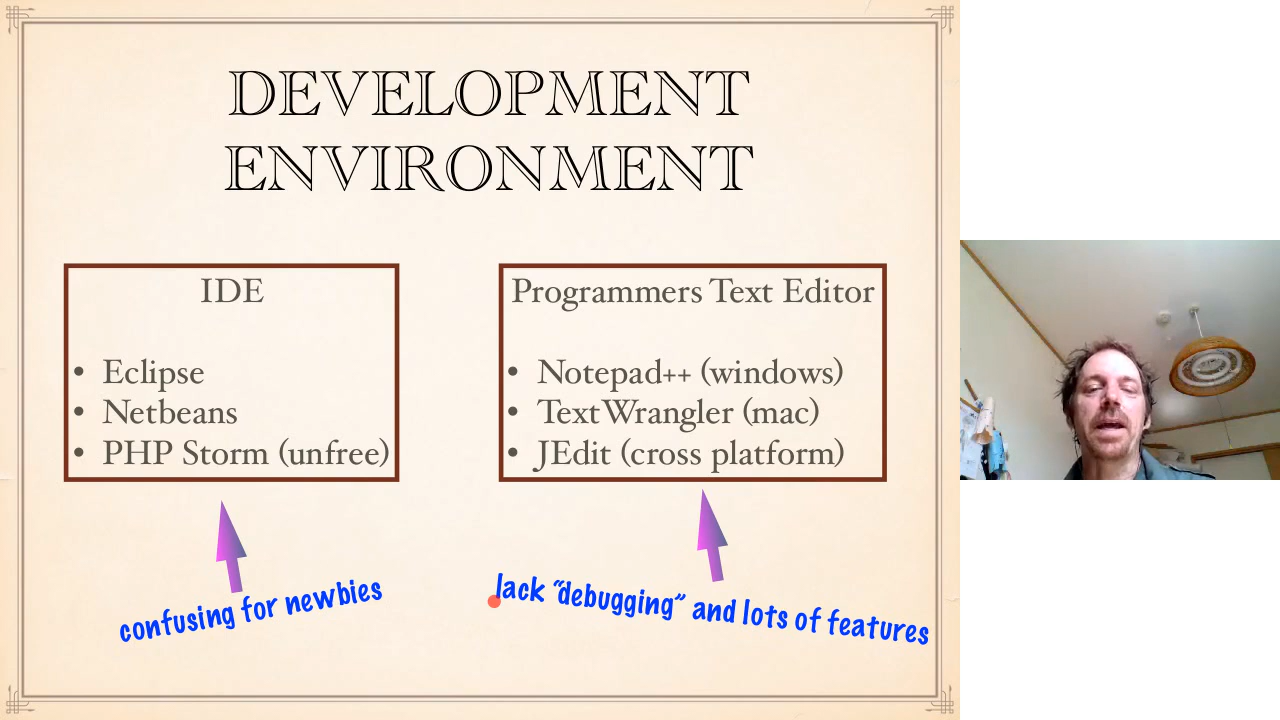 DEVELOPMENT
ENVIRONMENT
IDE
• Eclipse
• Netbeans
• PHP Storm (unfree)
confusing for newbies
Programmers Text Editor
• Notepad++ (windows)
• TextWrangler (mac)
• JEdit (cross platform)
lack “debugging” and lots of features